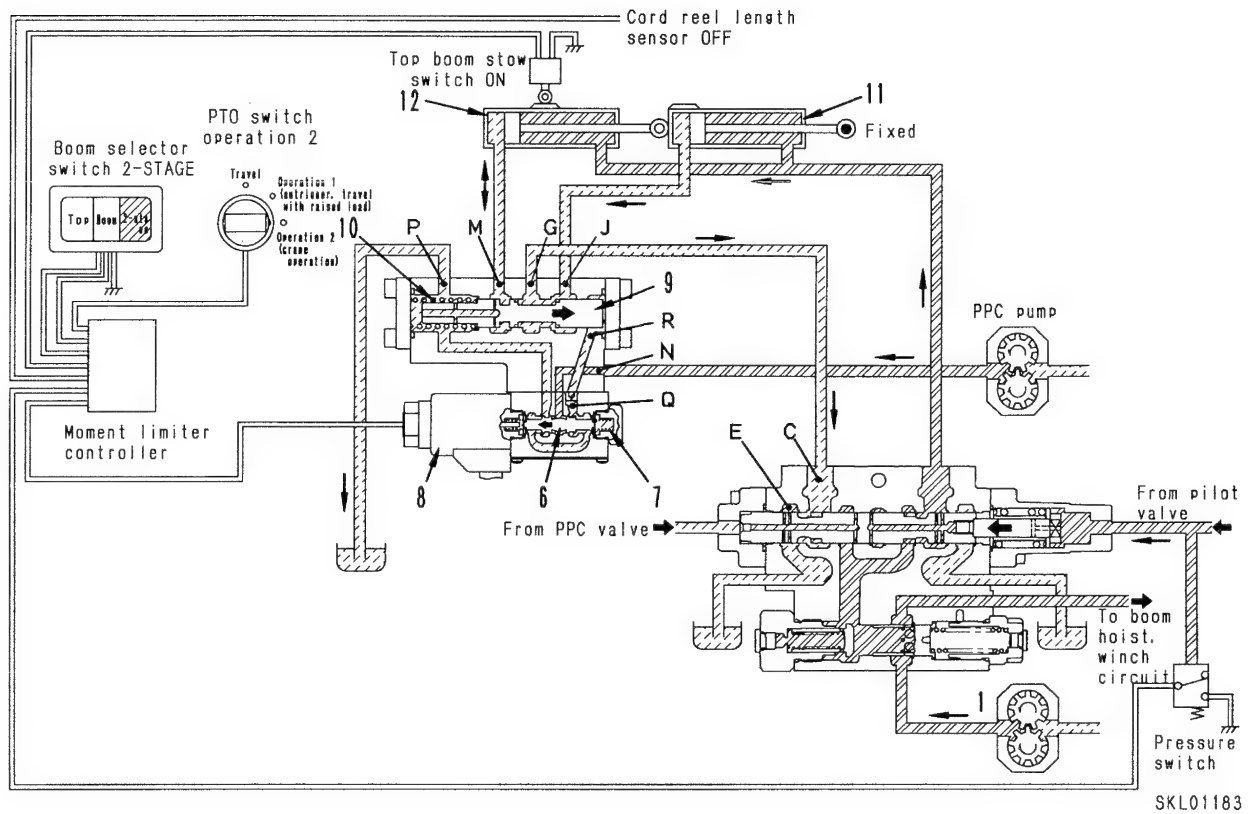 Cord reel length
sensor OFF
Top boom stow
switch ON
12
11
Fixed
PTO switch
operation 2
Boom selector
switch 2-STAGE
Travel
Operation 1
(outrigger, travel
with raised load)
Operation 2
(crane
operation)
Top
Boom
10
P
M
G
J
9
R
N
Q
PPC pump
Moment limiter
controller
8
6
7
E
C
From PPC valve
From pilot
valve
To boom
hoist,
winch
circuit
1
Pressure
switch
SKL01183